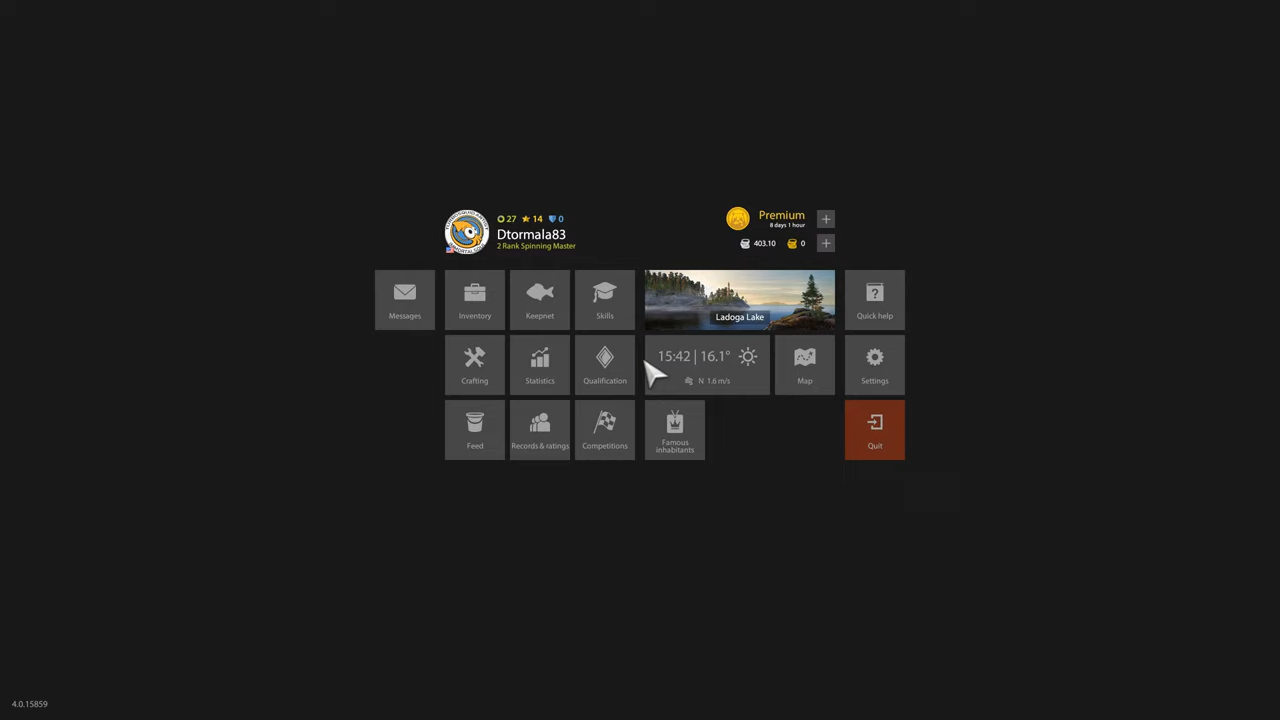 27 14 0
Dtormala83
2 Rank Spinning Master
Premium
8 days 1 hour
403.10 0
Messages
Inventory
Keepnet
Skills
Ladoga Lake
Quick help
Crafting
Statistics
Qualification
15:42 | 16.1°
N 1.6 m/s
Map
Settings
Feed
Records & ratings
Competitions
Famous
inhabitants
Quit
4.0.15859